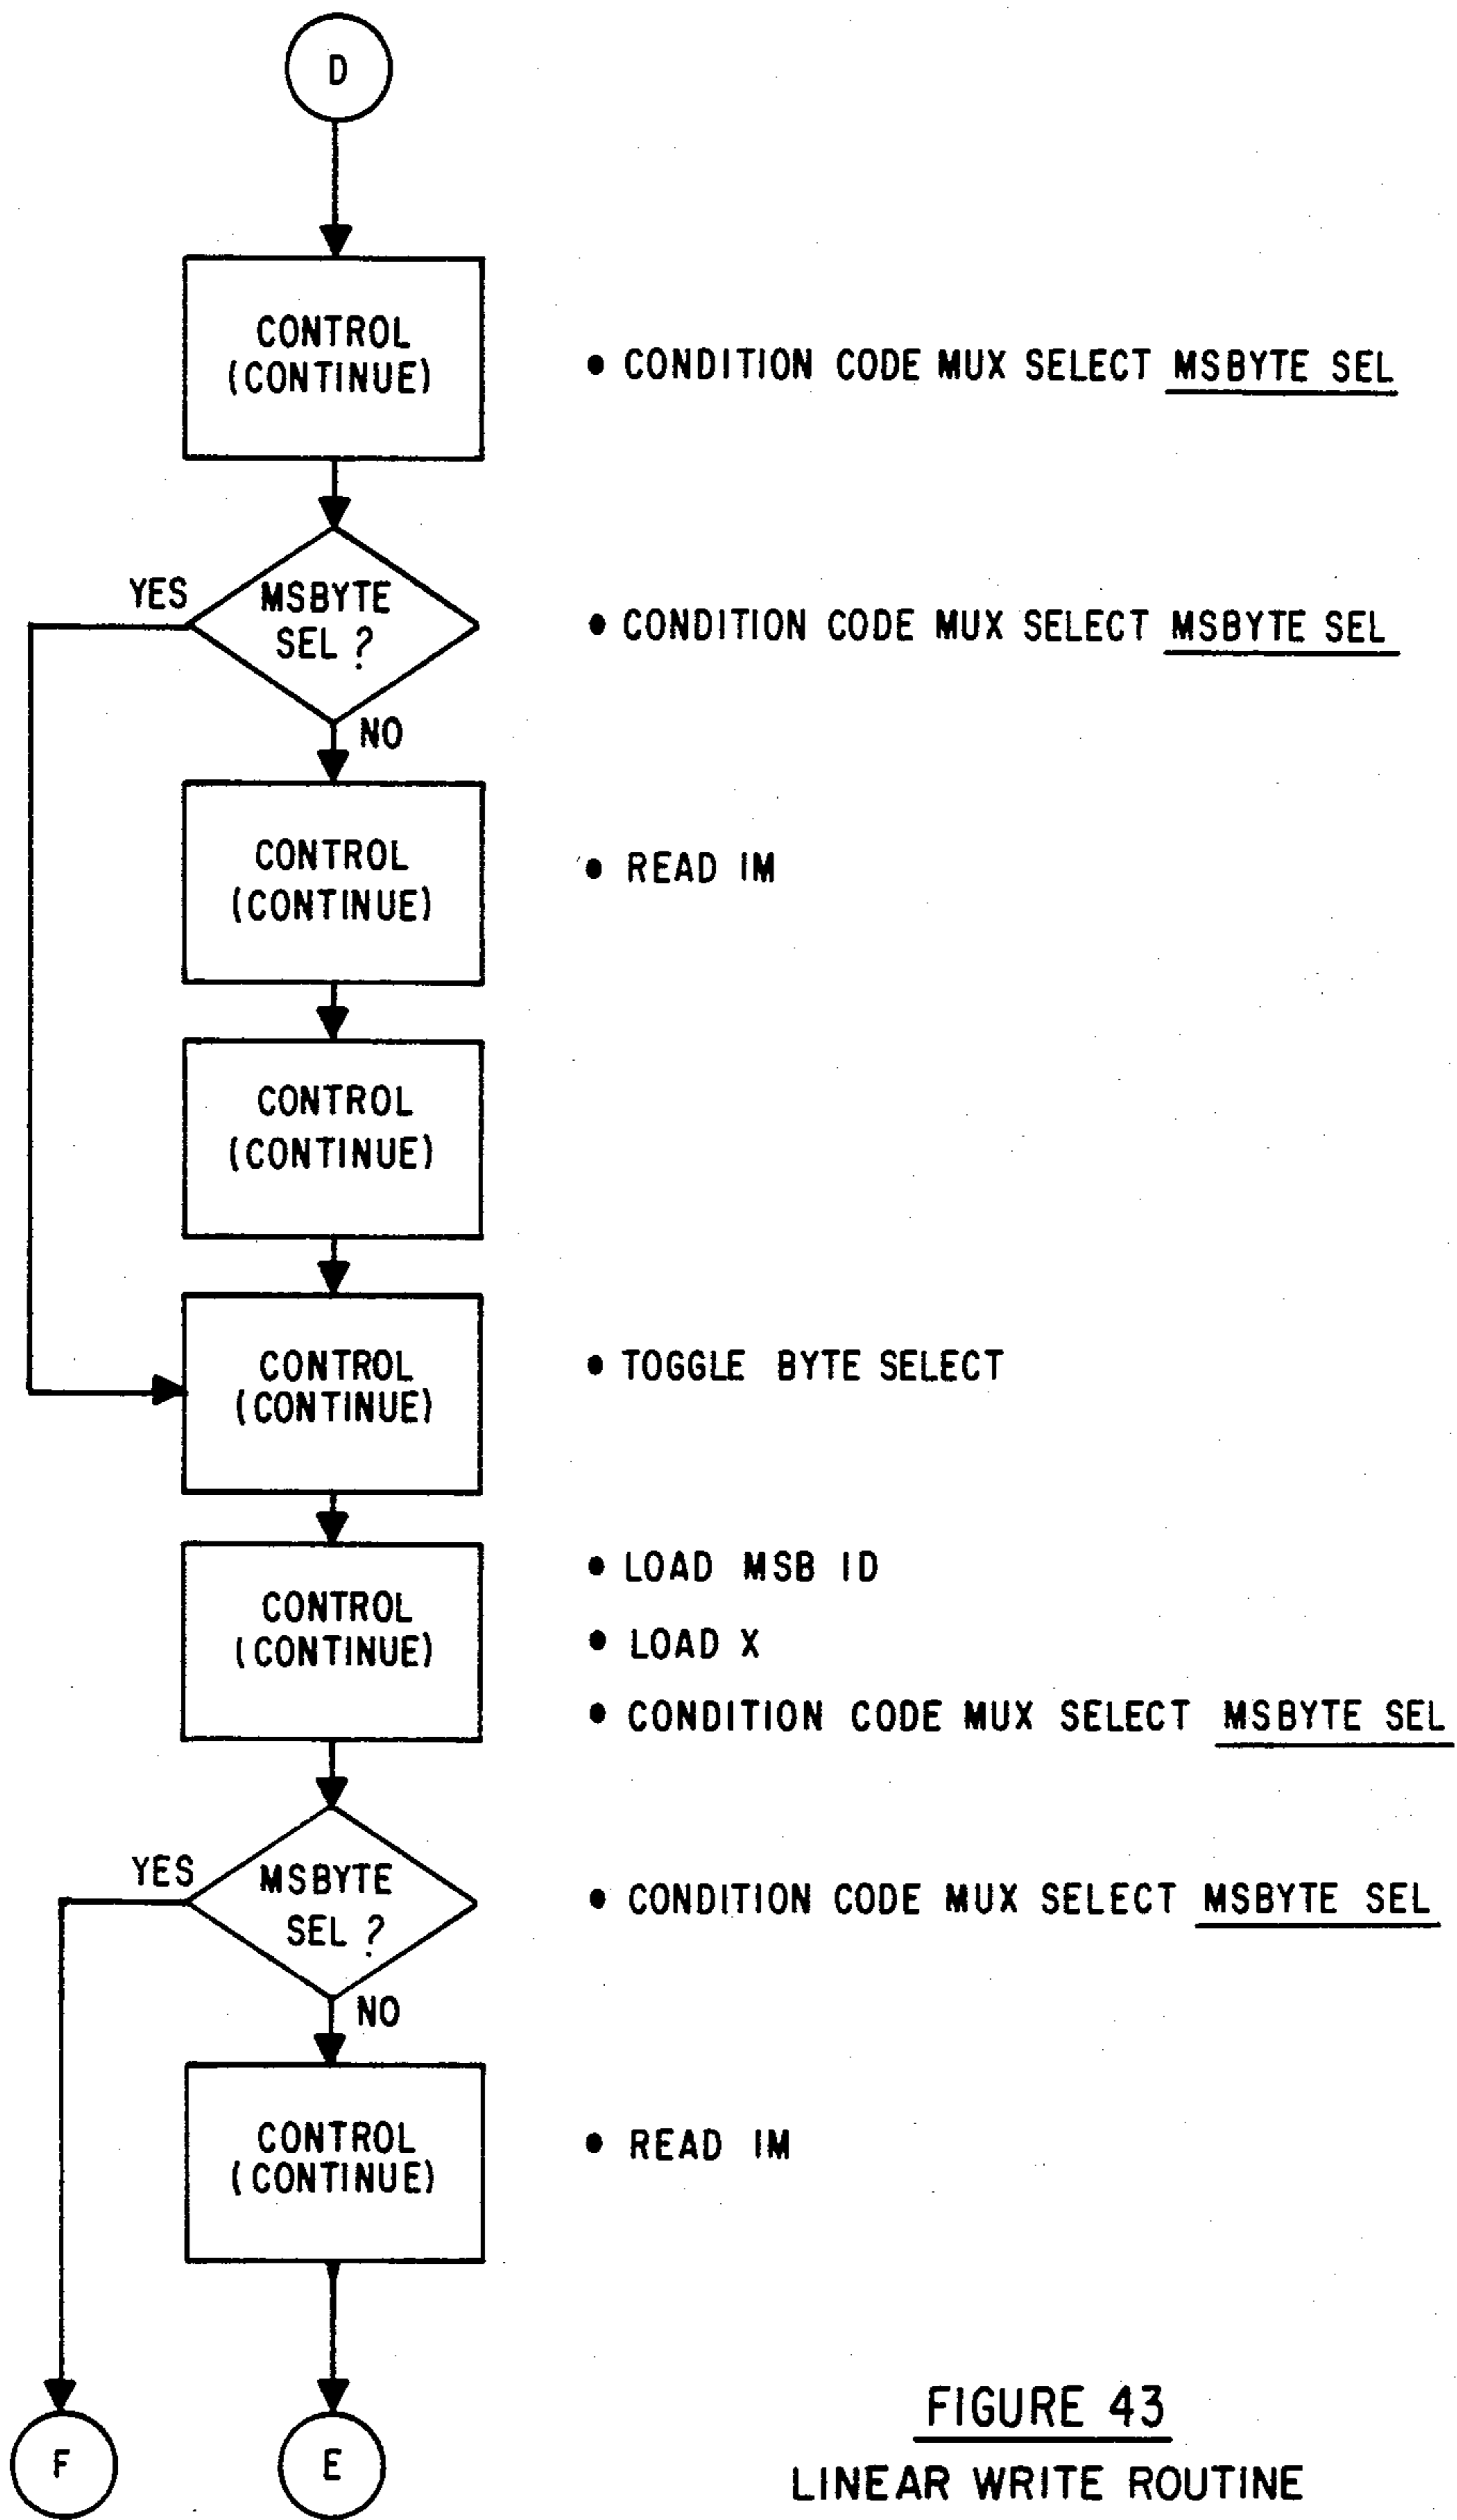 D
CONTROL
(CONTINUE)
• CONDITION CODE MUX SELECT MSBYTE SEL
YES
MSBYTE
SEL ?
• CONDITION CODE MUX SELECT MSBYTE SEL
NO
CONTROL
(CONTINUE)
• READ IM
CONTROL
(CONTINUE)
CONTROL
(CONTINUE)
• TOGGLE BYTE SELECT
CONTROL
(CONTINUE)
• LOAD MSB ID
• LOAD X
• CONDITION CODE MUX SELECT MSBYTE SEL
YES
MSBYTE
SEL ?
• CONDITION CODE MUX SELECT MSBYTE SEL
NO
CONTROL
(CONTINUE)
• READ IM
F
E
FIGURE 43
LINEAR WRITE ROUTINE